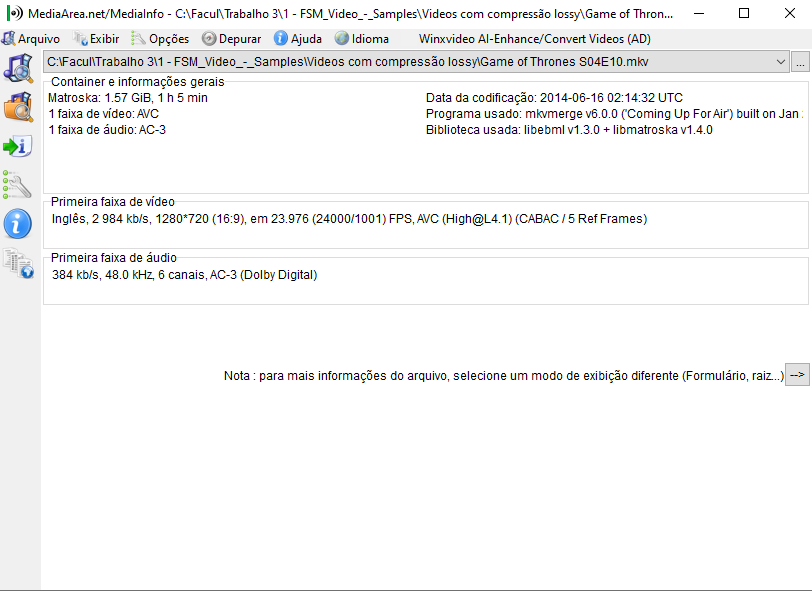 MediaArea.net/MediaInfo - C:\Facul\Trabalho 3\1 - FSM_Video_-_Samples\Videos com compressão lossy\Game of Thron...
Arquivo Exibir Opções Depurar Ajuda Idioma Winxvideo AI-Enhance/Convert Videos (AD)
C:\Facul\Trabalho 3\1 - FSM_Video_-_Samples\Videos com compressão lossy\Game of Thrones S04E10.mkv ...
Container e informações gerais
Matroska: 1.57 GiB, 1 h 5 min
1 faixa de vídeo: AVC
1 faixa de áudio: AC-3
Data da codificação: 2014-06-16 02:14:32 UTC
Programa usado: mkvmerge v6.0.0 ('Coming Up For Air') built on Jan
Biblioteca usada: libebml v1.3.0 + libmatroska v1.4.0
Primeira faixa de vídeo
Inglês, 2 984 kb/s, 1280*720 (16:9), em 23.976 (24000/1001) FPS, AVC (High@L4.1) (CABAC / 5 Ref Frames)
Primeira faixa de áudio
384 kb/s, 48.0 kHz, 6 canais, AC-3 (Dolby Digital)
Nota : para mais informações do arquivo, selecione um modo de exibição diferente (Formulário, raiz...) -->